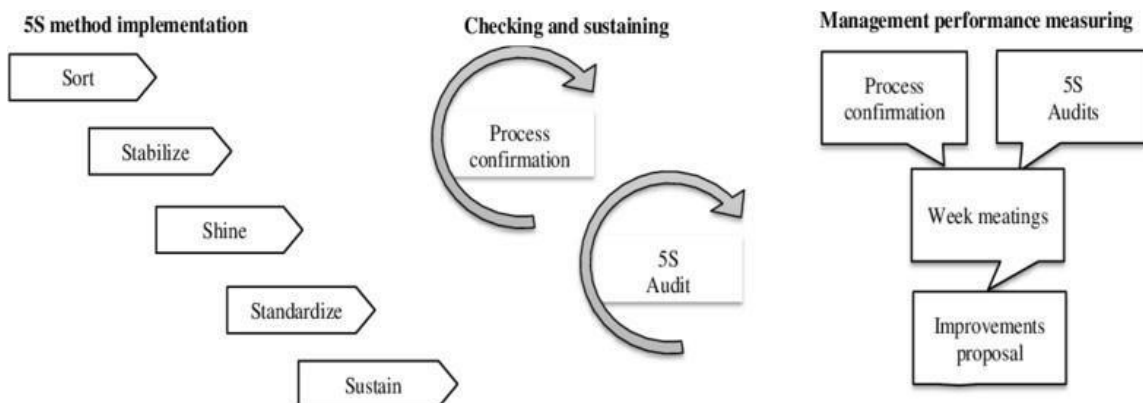 5S method implementation
Sort
Stabilize
Shine
Standardize
Sustain
Checking and sustaining
Process
confirmation
5S
Audit
Management performance measuring
Process
confirmation
5S
Audits
Week meatings
Improvements
proposal